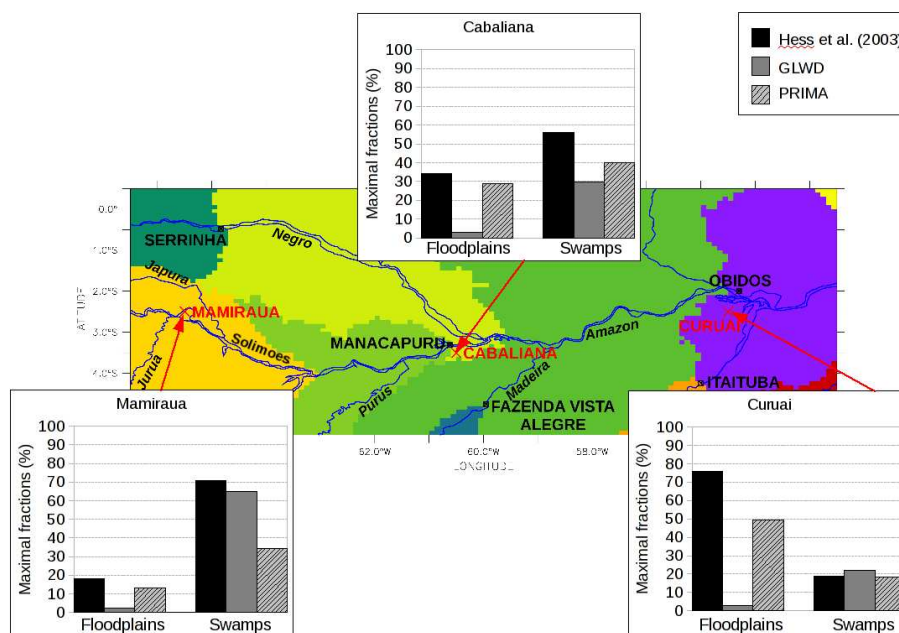 Cabaliana
Maximal fractions (%)
100
90
80
70
60
50
40
30
20
10
0
Floodplains Swamps
Hess et al. (2003)
GLWD
PRIMA
0.0°
1.0°S
2.0°S
3.0°S
SERRINHA
Negro
Japura
MAMIRAUA
Solimoes
Jurua
MANACAPURU
CABALIANA
Purus
Madeira
Amazon
OBIDOS
CURUAI
ITAITUBA
FAZENDA VISTA
ALEGRE
62.0°W 60.0°W 58.0°W
Mamiraua
Maximal fractions (%)
100
90
80
70
60
50
40
30
20
10
0
Floodplains Swamps
Curuai
Maximal fractions (%)
100
90
80
70
60
50
40
30
20
10
0
Floodplains Swamps